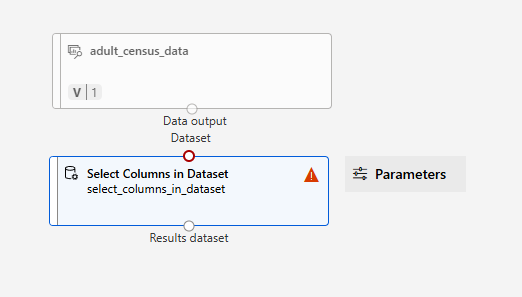 adult_census_data
V 1
Data output
Dataset
Select Columns in Dataset
select_columns_in_dataset
Parameters
Results dataset